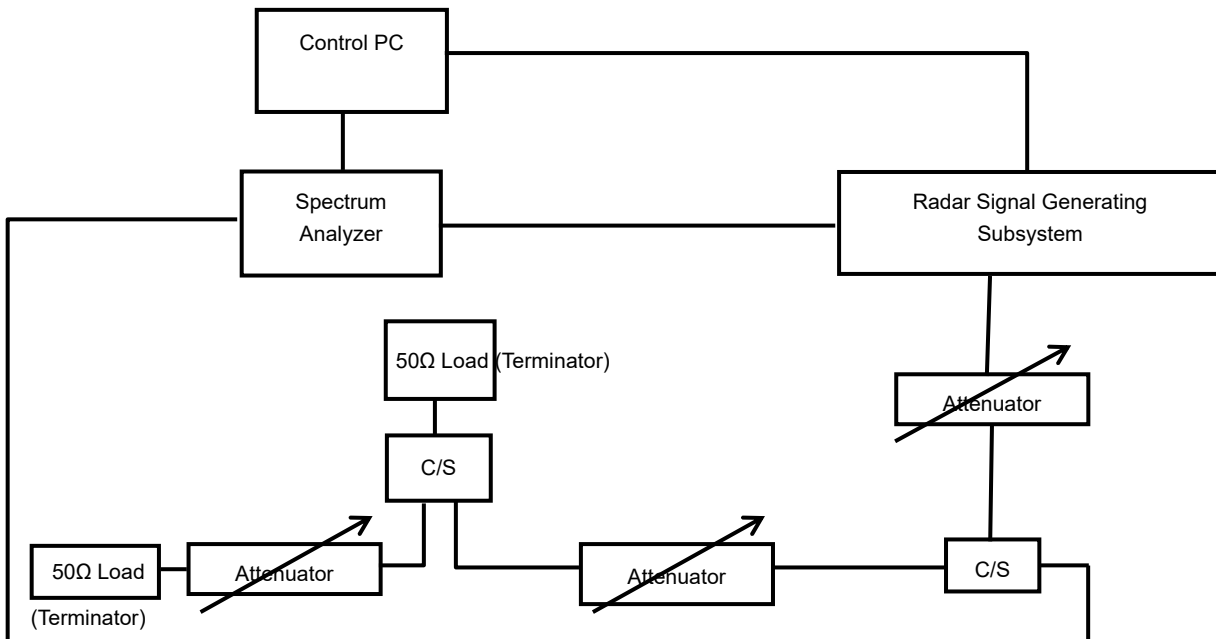 Control PC
Spectrum
Analyzer
Radar Signal Generating
Subsystem
50Ω Load (Terminator)
Attenuator
C/S
50Ω Load
(Terminator)
Attenuator
Attenuator
C/S